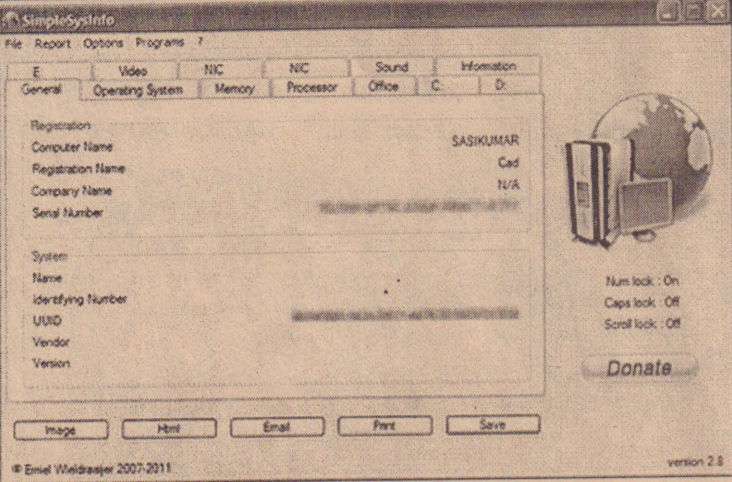 SimpleSysInfo
File Report Options Programs ?
E: Video NIC NIC Sound Information
General Operating System Memory Processor Office C: D:
Registration
Computer Name SASIKUMAR
Registration Name Cad
Company Name N/A
Serial Number
System
Name
Identifying Number
UUID
Vendor
Version
Num lock : On
Caps lock : Off
Scroll lock : Off
Donate
Image Html Email Print Save
© Emiel Wieldraaijer 2007-2011
version 2.8